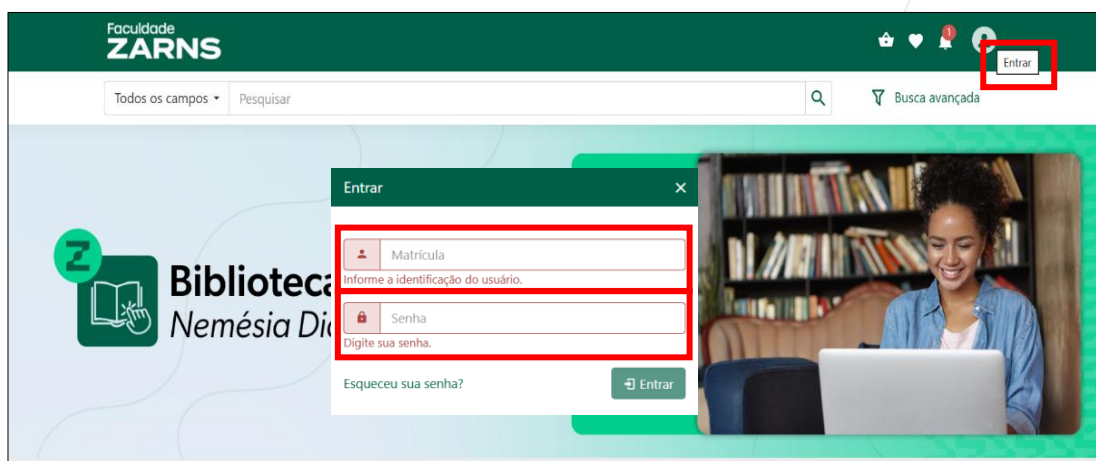 Faculdade
ZARNS
1
Entrar
Todos os campos Pesquisar
Busca avançada
Entrar
Matrícula
Informe a identificação do usuário.
Senha
Digite sua senha.
Esqueceu sua senha?
Entrar
Z
Biblioteca
Nemésia